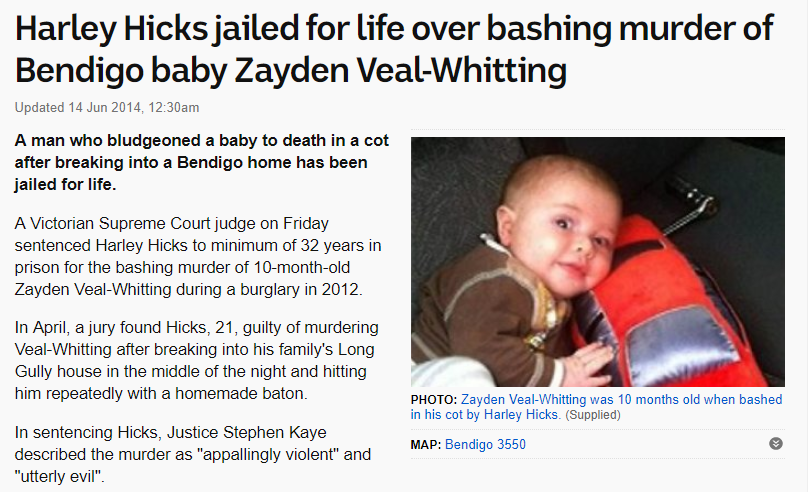 Harley Hicks jailed for life over bashing murder of
Bendigo baby Zayden Veal-Whitting
Updated 14 Jun 2014, 12:30am
A man who bludgeoned a baby to death in a cot
after breaking into a Bendigo home has been
jailed for life.
A Victorian Supreme Court judge on Friday
sentenced Harley Hicks to minimum of 32 years in
prison for the bashing murder of 10-month-old
Zayden Veal-Whitting during a burglary in 2012.
In April, a jury found Hicks, 21, guilty of murdering
Veal-Whitting after breaking into his family's Long
Gully house in the middle of the night and hitting
him repeatedly with a homemade baton.
In sentencing Hicks, Justice Stephen Kaye
described the murder as "appallingly violent" and
"utterly evil".
PHOTO: Zayden Veal-Whitting was 10 months old when bashed
in his cot by Harley Hicks. (Supplied)
MAP: Bendigo 3550